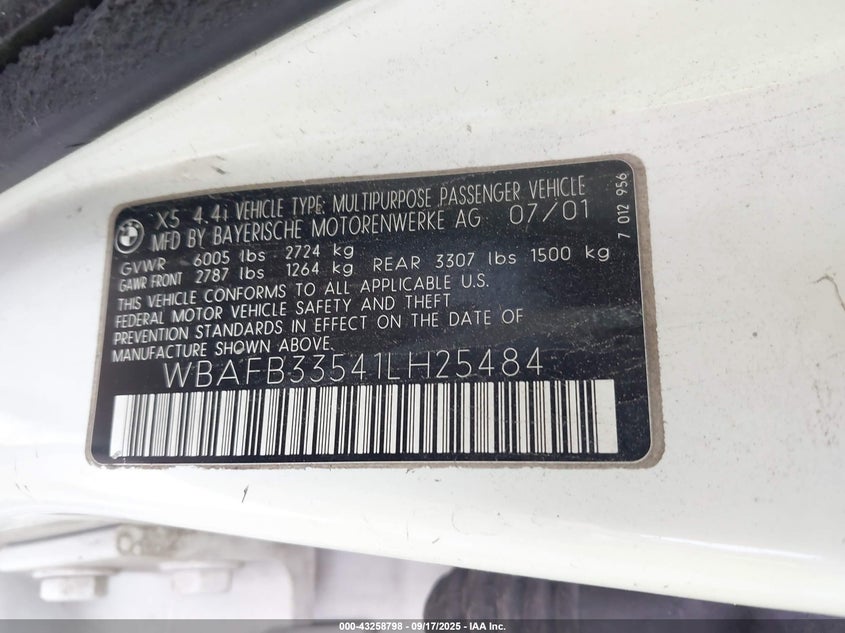 X5 4.4i VEHICLE TYPE: MULTIPURPOSE PASSENGER VEHICLE
MFD BY BAYERISCHE MOTORENWERKE AG 07/01
GVWR 6005 lbs 2724 kg
GAWR FRONT 2787 lbs 1264 kg REAR 3307 lbs 1500 kg
THIS VEHICLE CONFORMS TO ALL APPLICABLE U.S.
FEDERAL MOTOR VEHICLE SAFETY AND THEFT
PREVENTION STANDARDS IN EFFECT ON THE DATE OF
MANUFACTURE SHOWN ABOVE.
WBAFB33541LH25484
7 012 956
000-43258798 - 09/17/2025 - IAA Inc.